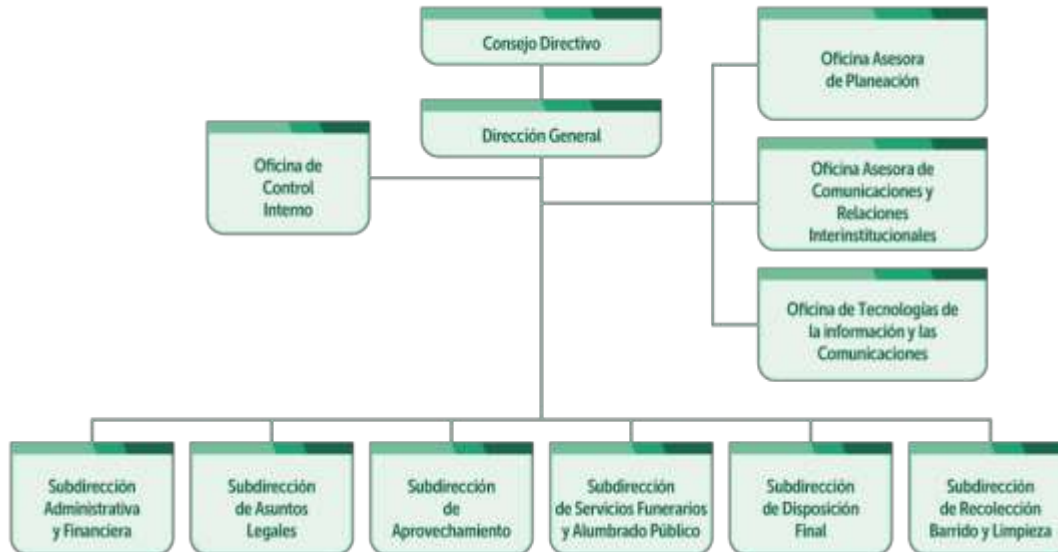 Consejo Directivo
Dirección General
Oficina de
Control
Interno
Oficina Asesora
de Planeación
Oficina Asesora de
Comunicaciones y
Relaciones
Interinstitucionales
Oficina de Tecnologías de
la información y las
Comunicaciones
Subdirección
Administrativa
y Financiera
Subdirección
de Asuntos
Legales
Subdirección
de
Aprovechamiento
Subdirección
de Servicios Funerarios
y Alumbrado Público
Subdirección
de Disposición
Final
Subdirección
de Recolección
Barrido y Limpieza